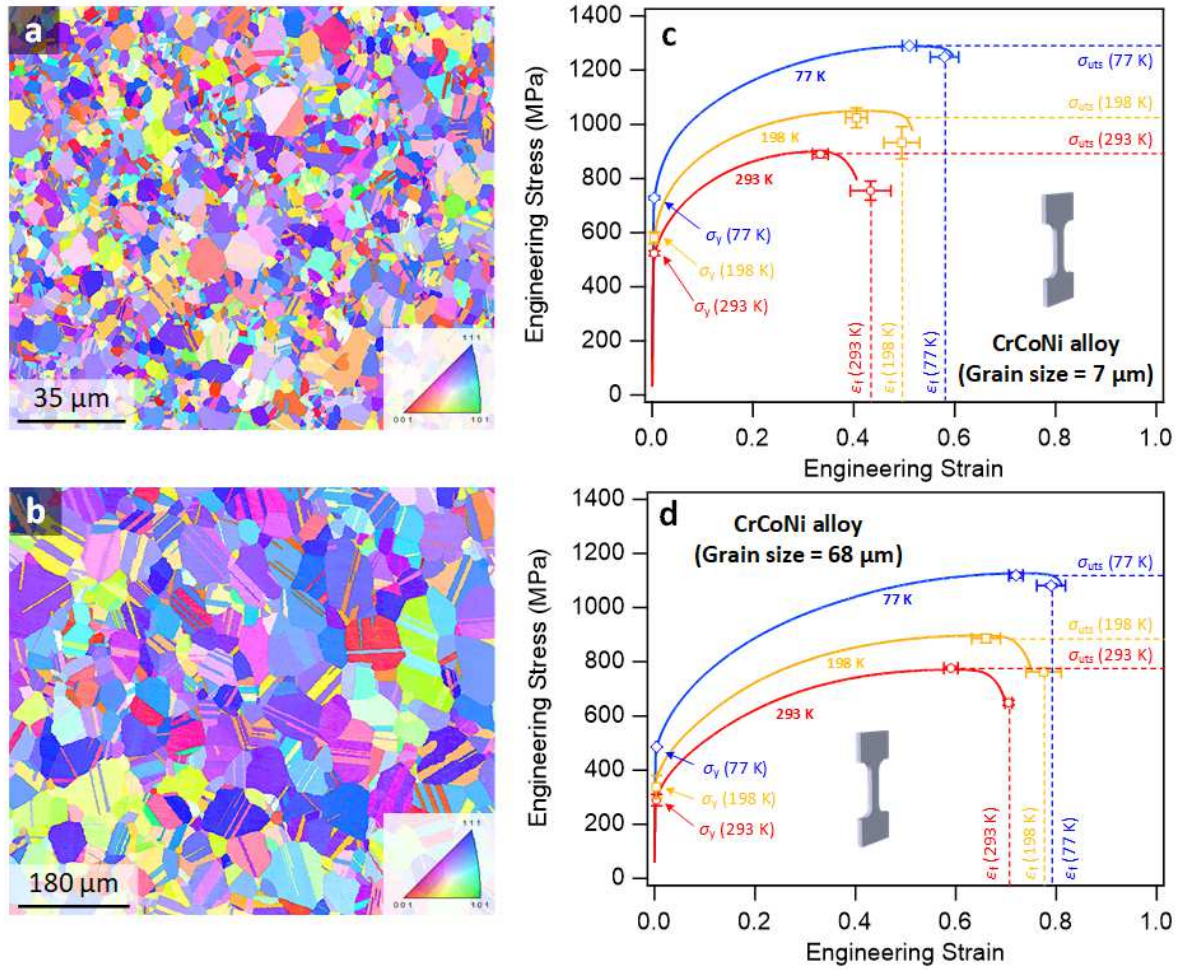 a
35 μm
111
001
101
c
Engineering Stress (MPa)
1400
1200
1000
800
600
400
200
0
77 K
198 K
293 K
σuts (77 K)
σuts (198 K)
σuts (293 K)
σy (77 K)
σy (198 K)
σy (293 K)
εf (293 K)
εf (198 K)
εf (77 K)
CrCoNi alloy
(Grain size = 7 μm)
0.0 0.2 0.4 0.6 0.8 1.0
Engineering Strain
b
180 μm
111
001
101
d
CrCoNi alloy
(Grain size = 68 μm)
Engineering Stress (MPa)
1400
1200
1000
800
600
400
200
0
77 K
198 K
293 K
σuts (77 K)
σuts (198 K)
σuts (293 K)
σy (77 K)
σy (198 K)
σy (293 K)
εf (293 K)
εf (198 K)
εf (77 K)
0.0 0.2 0.4 0.6 0.8 1.0
Engineering Strain